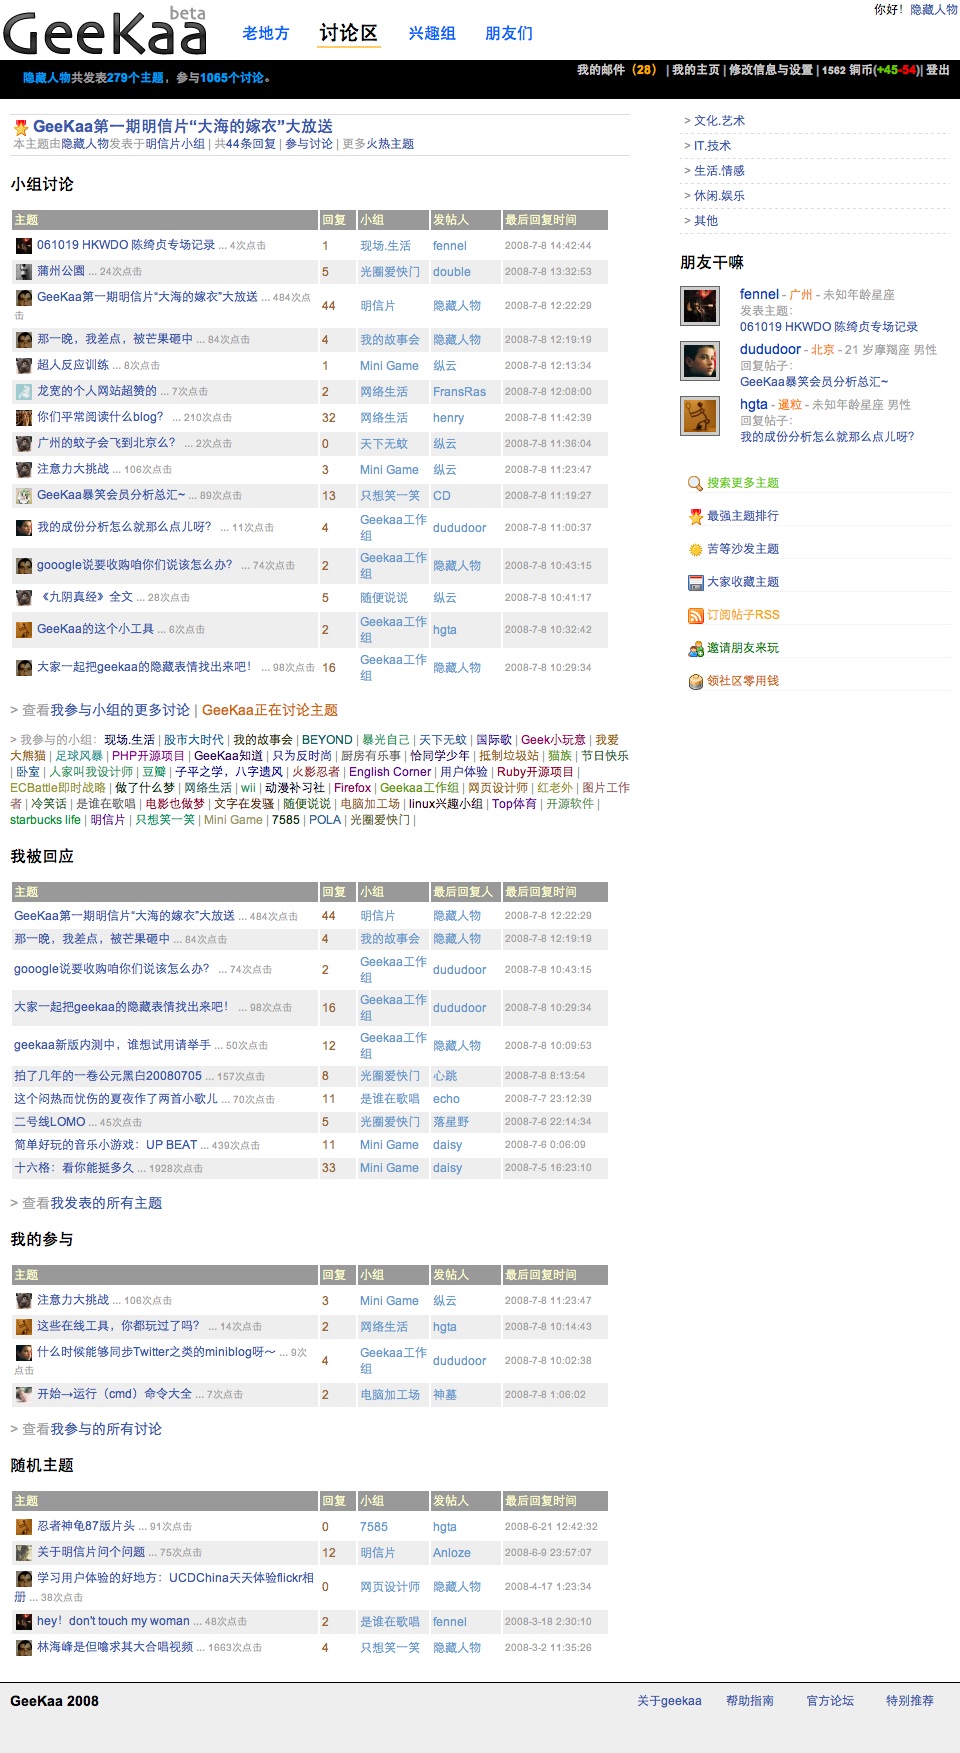 GeeKaa beta
老地方 讨论区 兴趣组 朋友们
你好！隐藏人物
隐藏人物共发表279个主题，参与1065个讨论。
我的邮件（28） | 我的主页 | 修改信息与设置 | 1562 铜币(+45-54)| 登出
GeeKaa第一期明信片“大海的嫁衣”大放送
本主题由隐藏人物发表于明信片小组 | 共44条回复 | 参与讨论 | 更多火热主题
小组讨论
主题 回复 小组 发帖人 最后回复时间
061019 HKWDO 陈绮贞专场记录 ... 4次点击 1 现场.生活 fennel 2008-7-8 14:42:44
蒲州公園 ... 24次点击 5 光圈爱快门 double 2008-7-8 13:32:53
GeeKaa第一期明信片“大海的嫁衣”大放送 ... 484次点
击 44 明信片 隐藏人物 2008-7-8 12:22:29
那一晚，我差点，被芒果砸中 ... 84次点击 4 我的故事会 隐藏人物 2008-7-8 12:19:19
超人反应训练 ... 8次点击 1 Mini Game 纵云 2008-7-8 12:13:34
龙宽的个人网站超赞的 ... 7次点击 2 网络生活 FransRas 2008-7-8 12:08:00
你们平常阅读什么blog？ ... 210次点击 32 网络生活 henry 2008-7-8 11:42:39
广州的蚊子会飞到北京么？ ... 2次点击 0 天下无蚊 纵云 2008-7-8 11:36:04
注意力大挑战 ... 106次点击 3 Mini Game 纵云 2008-7-8 11:23:47
GeeKaa暴笑会员分析总汇~ ... 89次点击 13 只想笑一笑 CD 2008-7-8 11:19:27
我的成份分析怎么就那么点儿呀？ ... 11次点击 4 Geekaa工作
组 dududoor 2008-7-8 11:00:37
gooogle说要收购咱你们说该怎么办？ ... 74次点击 2 Geekaa工作
组 隐藏人物 2008-7-8 10:43:15
《九阴真经》全文 ... 28次点击 5 随便说说 纵云 2008-7-8 10:41:17
GeeKaa的这个小工具 ... 6次点击 2 Geekaa工作
组 hgta 2008-7-8 10:32:42
大家一起把geekaa的隐藏表情找出来吧！ ... 98次点击 16 Geekaa工作
组 隐藏人物 2008-7-8 10:29:34
> 查看我参与小组的更多讨论 | GeeKaa正在讨论主题
> 我参与的小组：现场.生活 | 股市大时代 | 我的故事会 | BEYOND | 暴光自己 | 天下无蚊 | 国际歌 | Geek小玩意 | 我爱
大熊猫 | 足球风暴 | PHP开源项目 | GeeKaa知道 | 只为反时尚 | 厨房有乐事 | 恰同学少年 | 抵制垃圾站 | 猫族 | 节日快乐
| 卧室 | 人家叫我设计师 | 豆瓣 | 子平之学，八字遗风 | 火影忍者 | English Corner | 用户体验 | Ruby开源项目 |
ECBattle即时战略 | 做了什么梦 | 网络生活 | wii | 动漫补习社 | Firefox | Geekaa工作组 | 网页设计师 | 红老外 | 图片工作
者 | 冷笑话 | 是谁在歌唱 | 电影也做梦 | 文字在发骚 | 随便说说 | 电脑加工场 | linux兴趣小组 | Top体育 | 开源软件 |
starbucks life | 明信片 | 只想笑一笑 | Mini Game | 7585 | POLA | 光圈爱快门 |
我被回应
主题 回复 小组 最后回复人 最后回复时间
GeeKaa第一期明信片“大海的嫁衣”大放送 ... 484次点击 44 明信片 隐藏人物 2008-7-8 12:22:29
那一晚，我差点，被芒果砸中 ... 84次点击 4 我的故事会 隐藏人物 2008-7-8 12:19:19
gooogle说要收购咱你们说该怎么办？ ... 74次点击 2 Geekaa工作
组 dududoor 2008-7-8 10:43:15
大家一起把geekaa的隐藏表情找出来吧！ ... 98次点击 16 Geekaa工作
组 dududoor 2008-7-8 10:29:34
geekaa新版内测中，谁想试用请举手 ... 50次点击 12 Geekaa工作
组 隐藏人物 2008-7-8 10:09:53
拍了几年的一卷公元黑白20080705 ... 157次点击 8 光圈爱快门 心跳 2008-7-8 8:13:54
这个闷热而忧伤的夏夜作了两首小歌儿 ... 70次点击 11 是谁在歌唱 echo 2008-7-7 23:12:39
二号线LOMO ... 45次点击 5 光圈爱快门 落星野 2008-7-6 22:14:34
简单好玩的音乐小游戏：UP BEAT ... 439次点击 11 Mini Game daisy 2008-7-6 0:06:09
十六格：看你能挺多久 ... 1928次点击 33 Mini Game daisy 2008-7-5 16:23:10
> 查看我发表的所有主题
我的参与
主题 回复 小组 发帖人 最后回复时间
注意力大挑战 ... 106次点击 3 Mini Game 纵云 2008-7-8 11:23:47
这些在线工具，你都玩过了吗？ ... 14次点击 2 网络生活 hgta 2008-7-8 10:14:43
什么时候能够同步Twitter之类的miniblog呀～ ... 9次
点击 4 Geekaa工作
组 dududoor 2008-7-8 10:02:38
开始→运行（cmd）命令大全 ... 7次点击 2 电脑加工场 神墓 2008-7-8 1:06:02
> 查看我参与的所有讨论
随机主题
主题 回复 小组 发帖人 最后回复时间
忍者神龟87版片头 ... 91次点击 0 7585 hgta 2008-6-21 12:42:32
关于明信片问个问题 ... 75次点击 12 明信片 Anloze 2008-6-9 23:57:07
学习用户体验的好地方：UCDChina天天体验flickr相
册 ... 38次点击 0 网页设计师 隐藏人物 2008-4-17 1:23:34
hey！don't touch my woman ... 48次点击 2 是谁在歌唱 fennel 2008-3-18 2:30:10
林海峰是但噏求其大合唱视频 ... 1663次点击 4 只想笑一笑 隐藏人物 2008-3-2 11:35:26
> 文化.艺术
> IT.技术
> 生活.情感
> 休闲.娱乐
> 其他
朋友干嘛
fennel - 广州 - 未知年龄星座
发表主题：
061019 HKWDO 陈绮贞专场记录
dududoor - 北京 - 21 岁摩羯座 男性
回复帖子：
GeeKaa暴笑会员分析总汇~
hgta - 暹粒 - 未知年龄星座 男性
回复帖子：
我的成份分析怎么就那么点儿呀？
搜索更多主题
最强主题排行
苦等沙发主题
大家收藏主题
订阅帖子RSS
邀请朋友来玩
领社区零用钱
GeeKaa 2008
关于geekaa 帮助指南 官方论坛 特别推荐